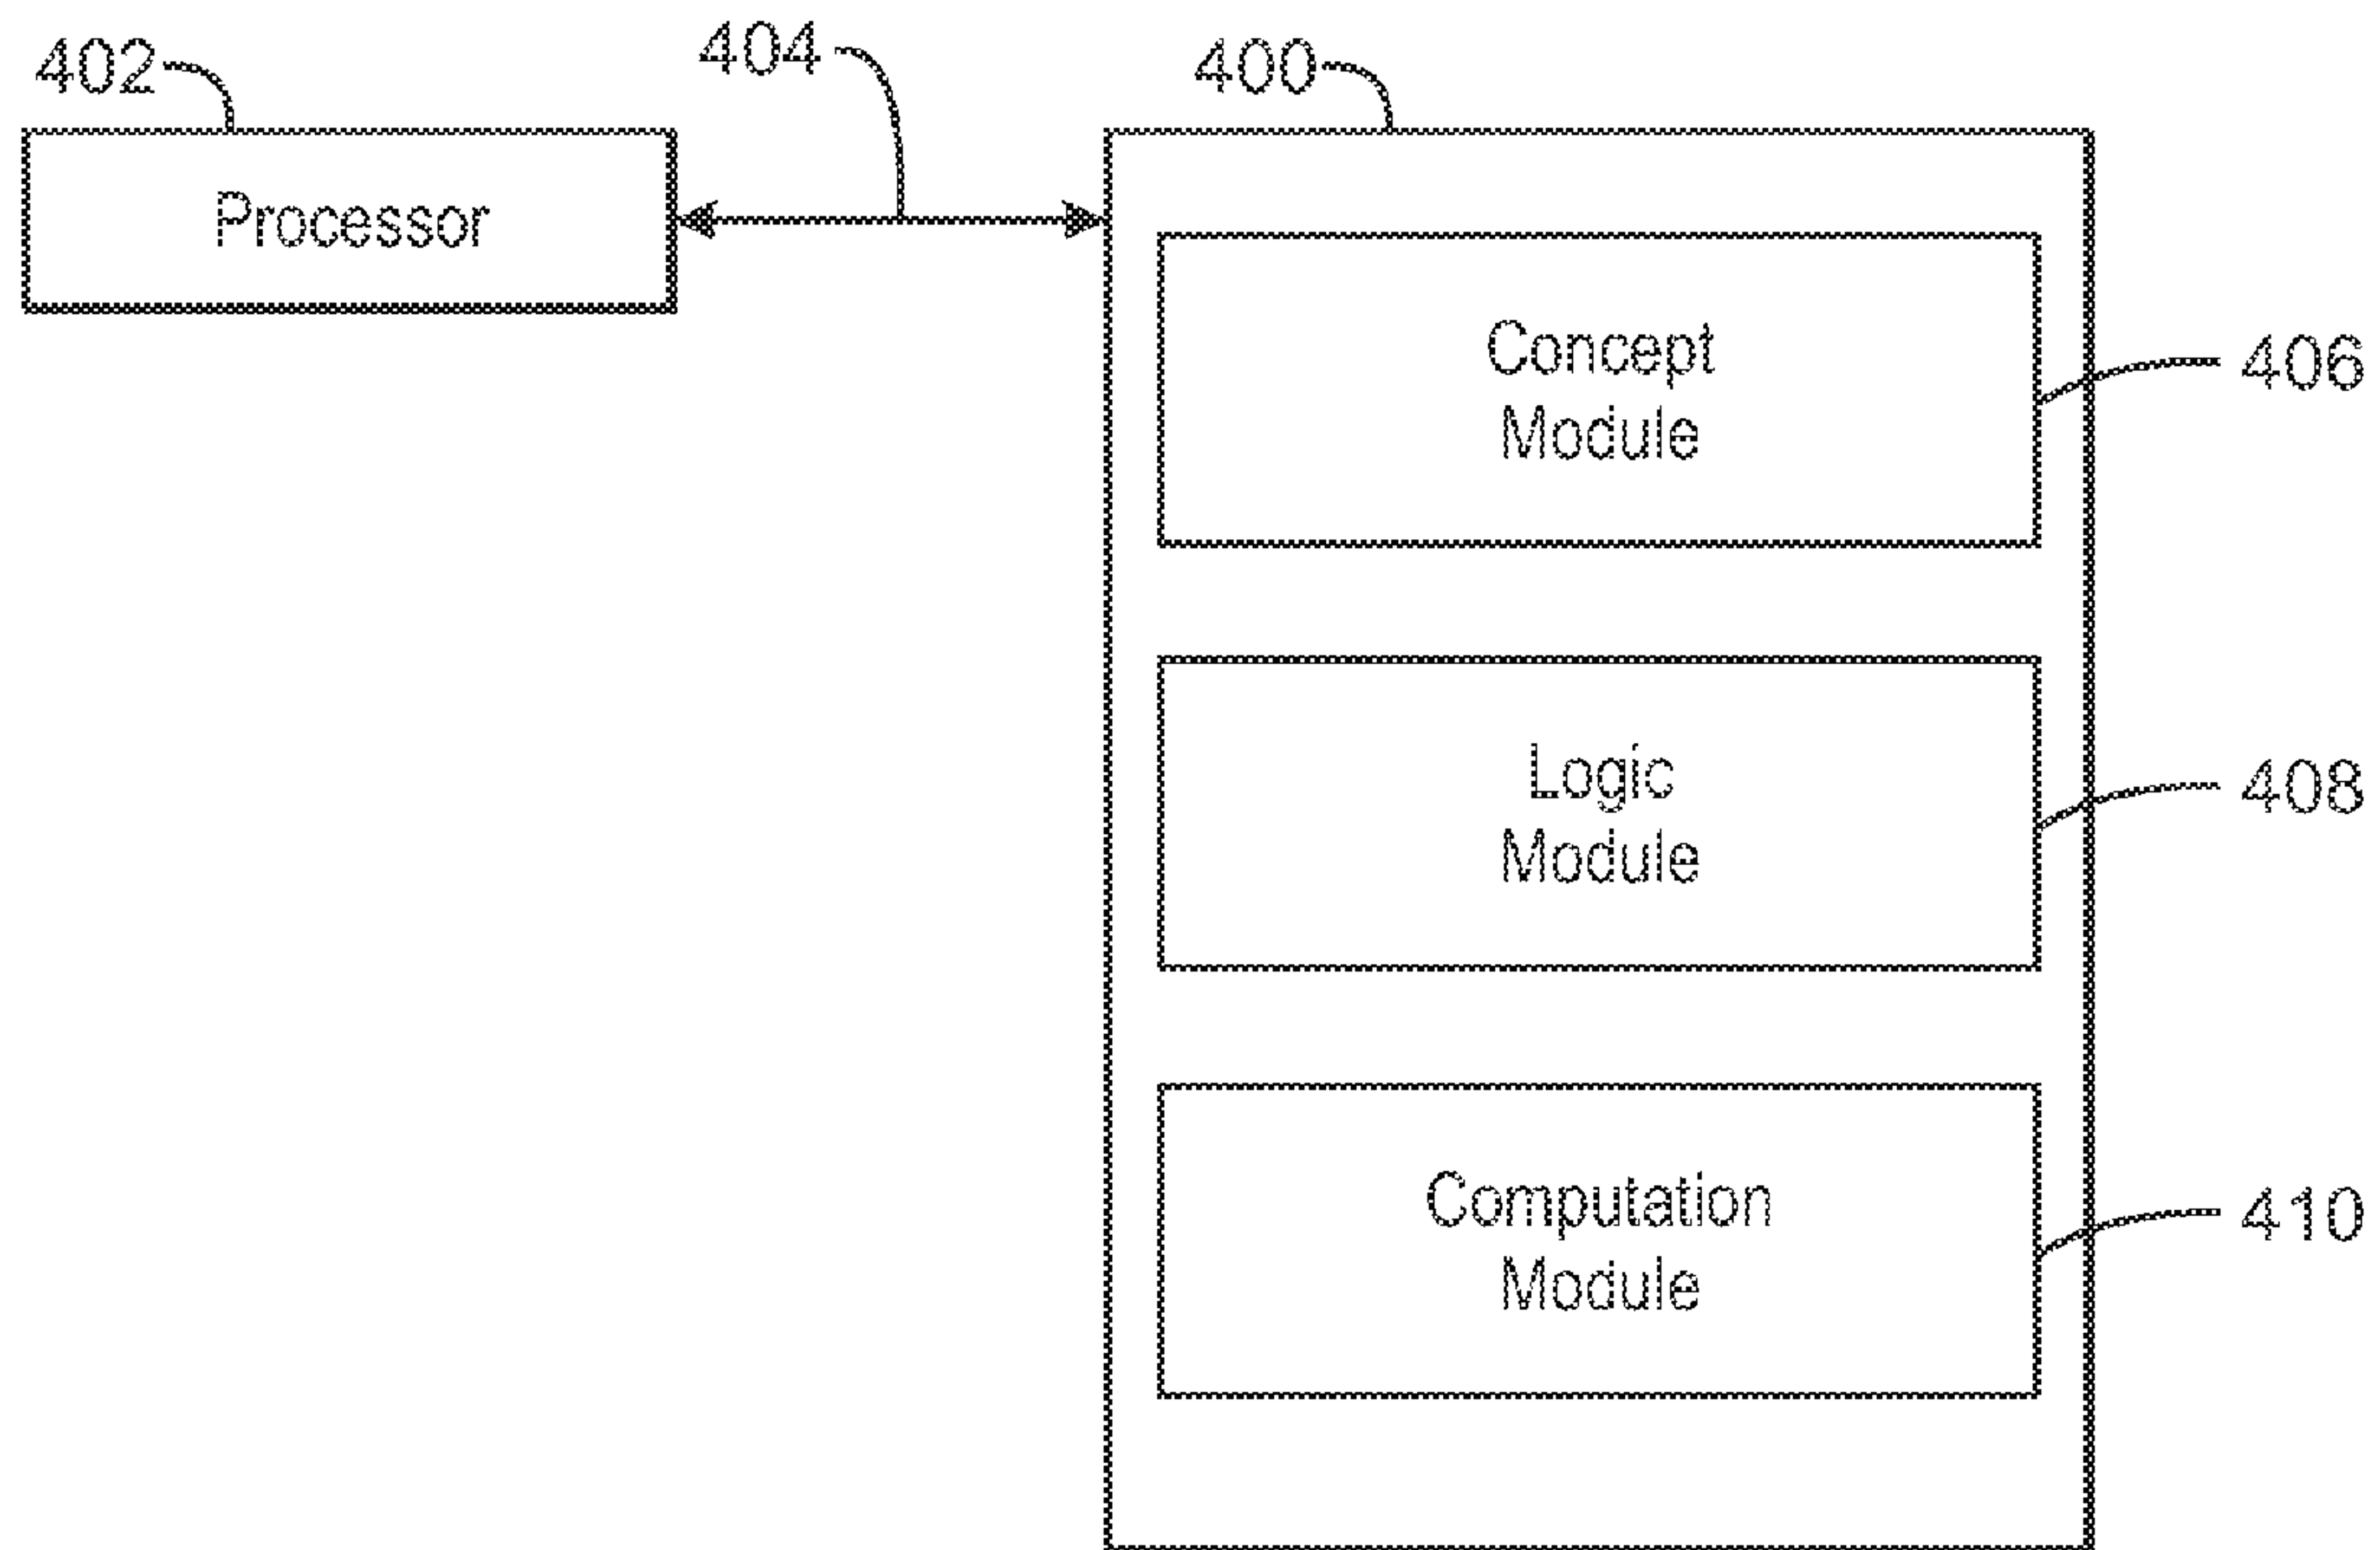 402
404
400
Processor
Concept
Module
406
Logic
Module
408
Computation
Module
410